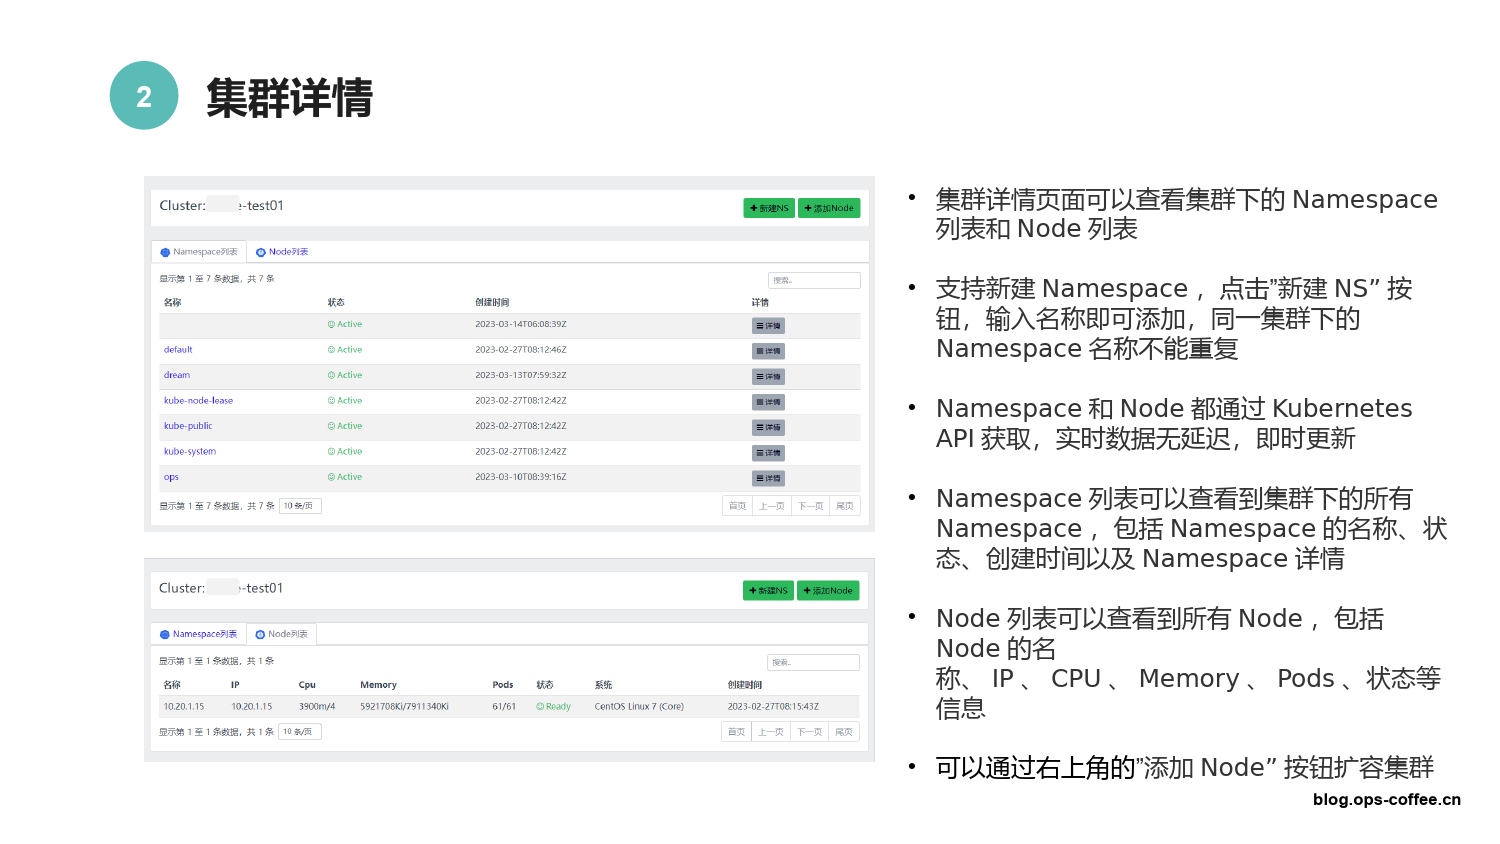 2
集群详情
Cluster: -test01
新建NS
添加Node
Namespace列表
Node列表
显示第 1 至 7 条数据，共 7 条
搜索..
名称 状态 创建时间 详情
Active 2023-03-14T06:08:39Z 详情
default Active 2023-02-27T08:12:46Z 详情
dream Active 2023-03-13T07:59:32Z 详情
kube-node-lease Active 2023-02-27T08:12:42Z 详情
kube-public Active 2023-02-27T08:12:42Z 详情
kube-system Active 2023-02-27T08:12:42Z 详情
ops Active 2023-03-10T08:39:16Z 详情
显示第 1 至 7 条数据，共 7 条 10 条/页
首页 上一页 下一页 尾页
Cluster: -test01
新建NS
添加Node
Namespace列表
Node列表
显示第 1 至 1 条数据，共 1 条
搜索..
名称 IP Cpu Memory Pods 状态 系统 创建时间
10.20.1.15 10.20.1.15 3900m/4 5921708Ki/7911340Ki 61/61 Ready CentOS Linux 7 (Core) 2023-02-27T08:15:43Z
显示第 1 至 1 条数据，共 1 条 10 条/页
首页 上一页 下一页 尾页
• 集群详情页面可以查看集群下的 Namespace
列表和 Node 列表
• 支持新建 Namespace ，点击”新建 NS” 按
钮，输入名称即可添加，同一集群下的
Namespace 名称不能重复
• Namespace 和 Node 都通过 Kubernetes
API 获取，实时数据无延迟，即时更新
• Namespace 列表可以查看到集群下的所有
Namespace ，包括 Namespace 的名称、状
态、创建时间以及 Namespace 详情
• Node 列表可以查看到所有 Node ，包括
Node 的名
称、 IP 、 CPU 、 Memory 、 Pods 、状态等
信息
• 可以通过右上角的”添加 Node” 按钮扩容集群
blog.ops-coffee.cn